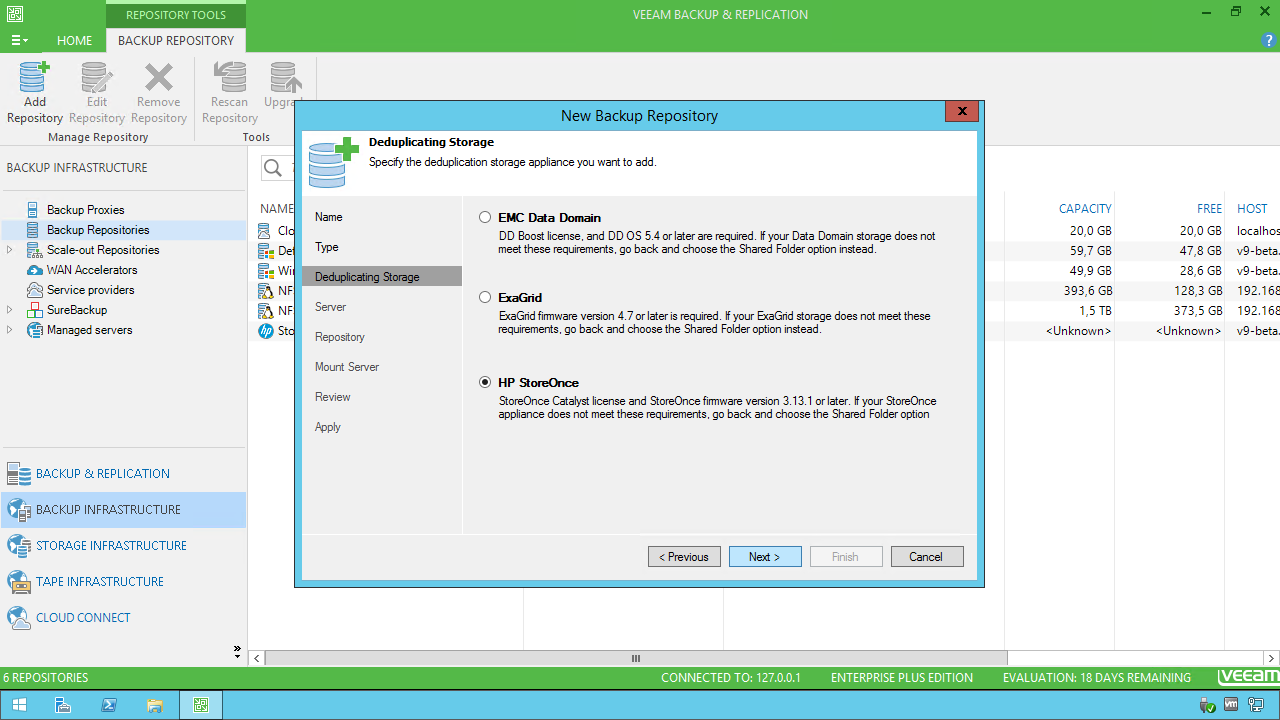 REPOSITORY TOOLS
VEEAM BACKUP & REPLICATION
HOME
BACKUP REPOSITORY
Add Repository
Edit Repository
Remove Repository
Rescan Repository
Manage Repository
Tools
BACKUP INFRASTRUCTURE
Backup Proxies
Backup Repositories
Scale-out Repositories
WAN Accelerators
Service providers
SureBackup
Managed servers
BACKUP & REPLICATION
BACKUP INFRASTRUCTURE
STORAGE INFRASTRUCTURE
TAPE INFRASTRUCTURE
CLOUD CONNECT
NAME
CAPACITY FREE HOST
20,0 GB 20,0 GB localhos
59,7 GB 47,8 GB v9-beta.
49,9 GB 28,6 GB v9-beta.
NF 393,6 GB 128,3 GB 192.168
NF 1,5 TB 373,5 GB 192.168
hp Sto <Unknown> <Unknown> v9-beta.
New Backup Repository
Deduplicating Storage
Specify the deduplication storage appliance you want to add.
Name
Type
Deduplicating Storage
Server
Repository
Mount Server
Review
Apply
EMC Data Domain
DD Boost license, and DD OS 5.4 or later are required. If your Data Domain storage does not
meet these requirements, go back and choose the Shared Folder option instead.
ExaGrid
ExaGrid firmware version 4.7 or later is required. If your ExaGrid storage does not meet these
requirements, go back and choose the Shared Folder option instead.
HP StoreOnce
StoreOnce Catalyst license and StoreOnce firmware version 3.13.1 or later. If your StoreOnce
appliance does not meet these requirements, go back and choose the Shared Folder option
< Previous
Next >
Finish
Cancel
6 REPOSITORIES
CONNECTED TO: 127.0.0.1
ENTERPRISE PLUS EDITION
EVALUATION: 18 DAYS REMAINING
veeam
vm